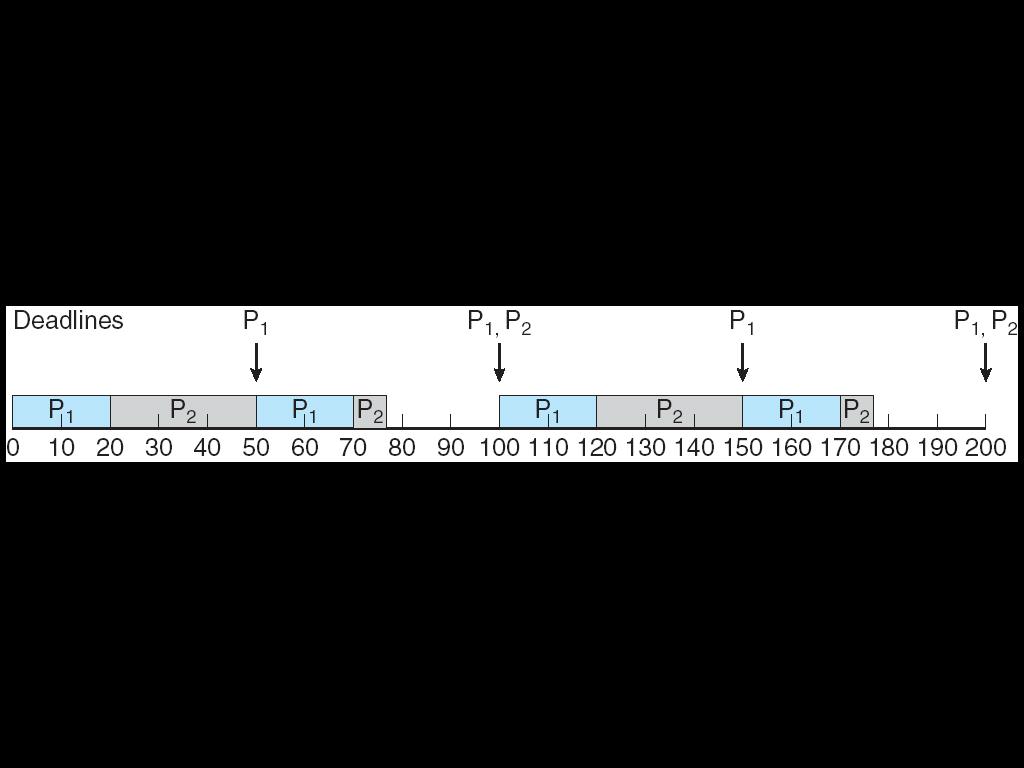 Deadlines P₁ P₁, P₂ P₁ P₁, P₂
P₁ P₂ P₁ P₂ P₁ P₂ P₁ P₂
0 10 20 30 40 50 60 70 80 90 100 110 120 130 140 150 160 170 180 190 200